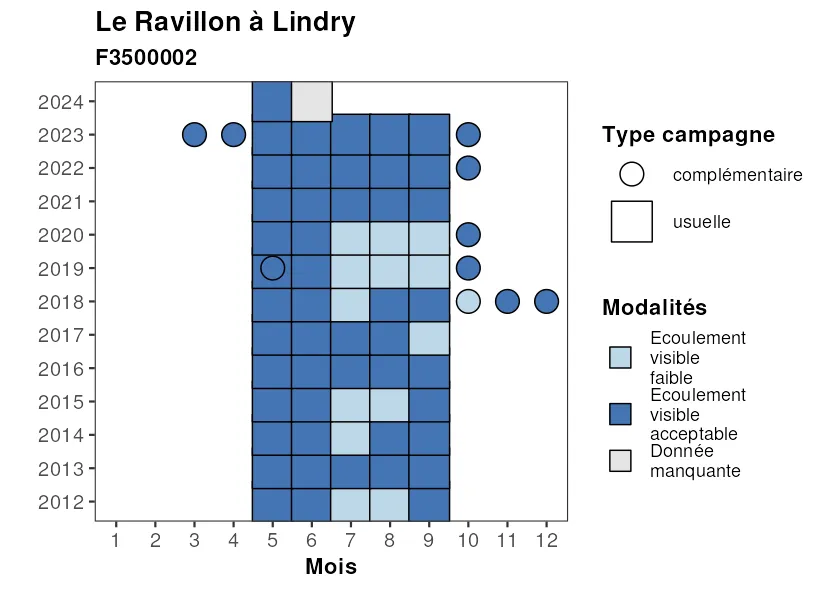 Le Ravillon à Lindry
F3500002
2024
2023
2022
2021
2020
2019
2018
2017
2016
2015
2014
2013
2012
1 2 3 4 5 6 7 8 9 10 11 12
Mois
Type campagne
complémentaire
usuelle
Modalités
Ecoulement
visible
faible
Ecoulement
visible
acceptable
Donnée
manquante